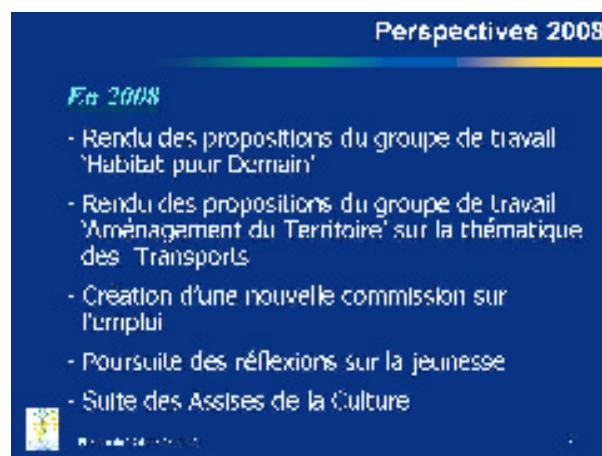 Perspectives 2008
En 2008
- Rendu des propositions du groupe de travail
'Habitat pour Demain'
- Rendu des propositions du groupe de travail
'Aménagement du Territoire' sur la thématique
des Transports
- Création d'une nouvelle commission sur
l'emploi
- Poursuite des réflexions sur la jeunesse
- Suite des Assises de la Culture